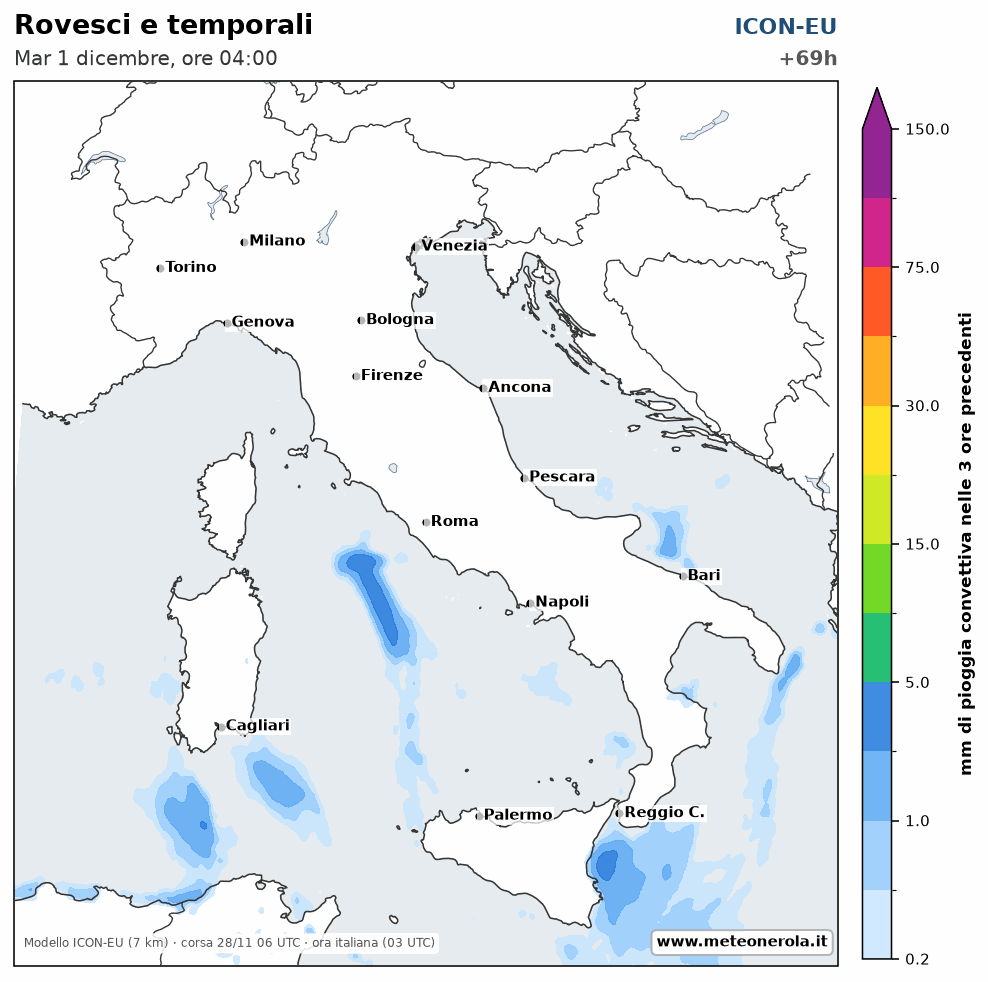 Rovesci e temporali
ICON-EU
Mar 1 dicembre, ore 04:00
+69h
150.0
75.0
30.0
15.0
5.0
1.0
0.2
mm di pioggia convettiva nelle 3 ore precedenti
Milano
Venezia
Torino
Genova
Bologna
Firenze
Ancona
Pescara
Roma
Bari
Napoli
Cagliari
Palermo
Reggio C.
Modello ICON-EU (7 km) · corsa 28/11 06 UTC · ora italiana (03 UTC)
www.meteonerola.it